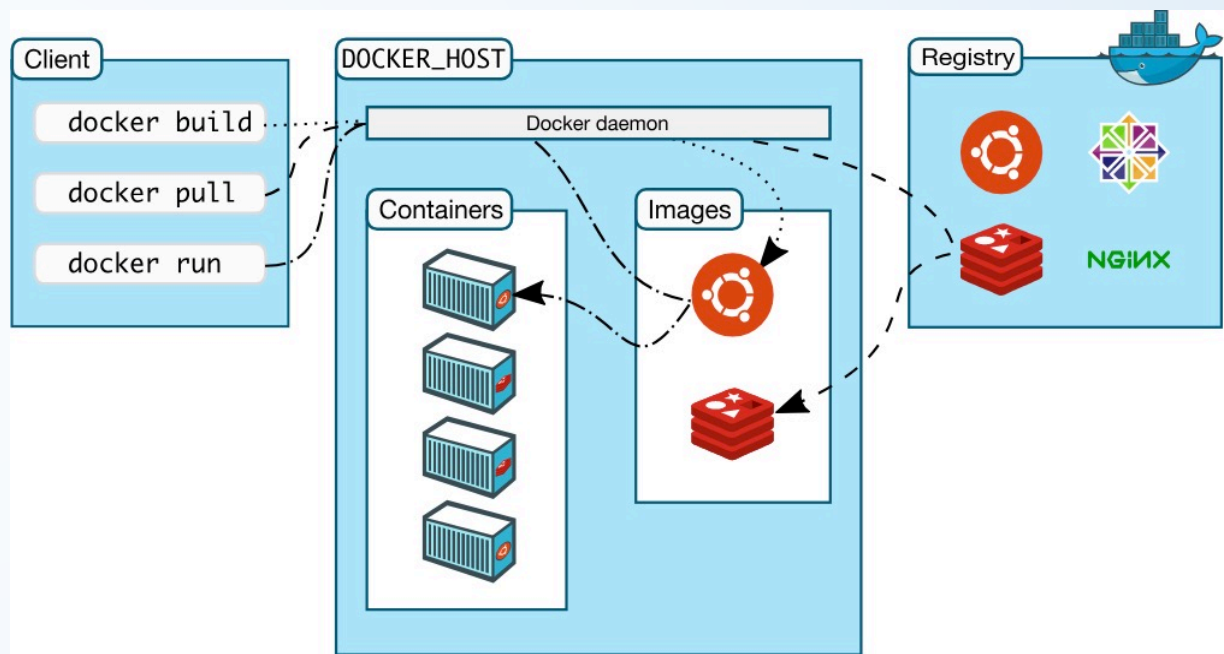 Client
docker build
docker pull
docker run
DOCKER_HOST
Docker daemon
Containers
Images
Registry
NGiNX